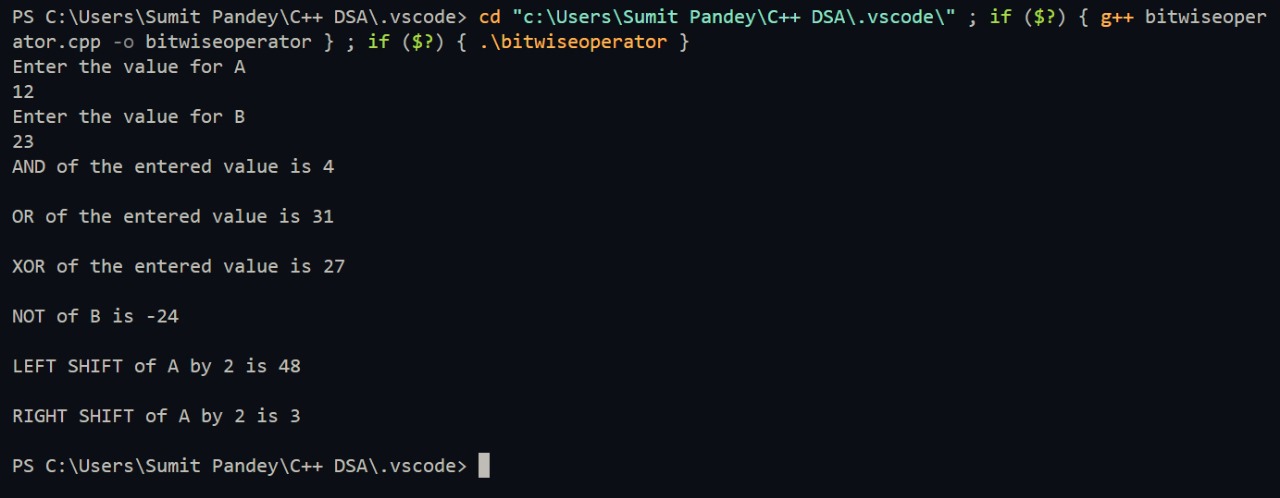 PS C:\Users\Sumit Pandey\C++ DSA\.vscode> cd "c:\Users\Sumit Pandey\C++ DSA\.vscode\" ; if ($?) { g++ bitwiseoper
ator.cpp -o bitwiseoperator } ; if ($?) { .\bitwiseoperator }
Enter the value for A
12
Enter the value for B
23
AND of the entered value is 4
OR of the entered value is 31
XOR of the entered value is 27
NOT of B is -24
LEFT SHIFT of A by 2 is 48
RIGHT SHIFT of A by 2 is 3
PS C:\Users\Sumit Pandey\C++ DSA\.vscode>